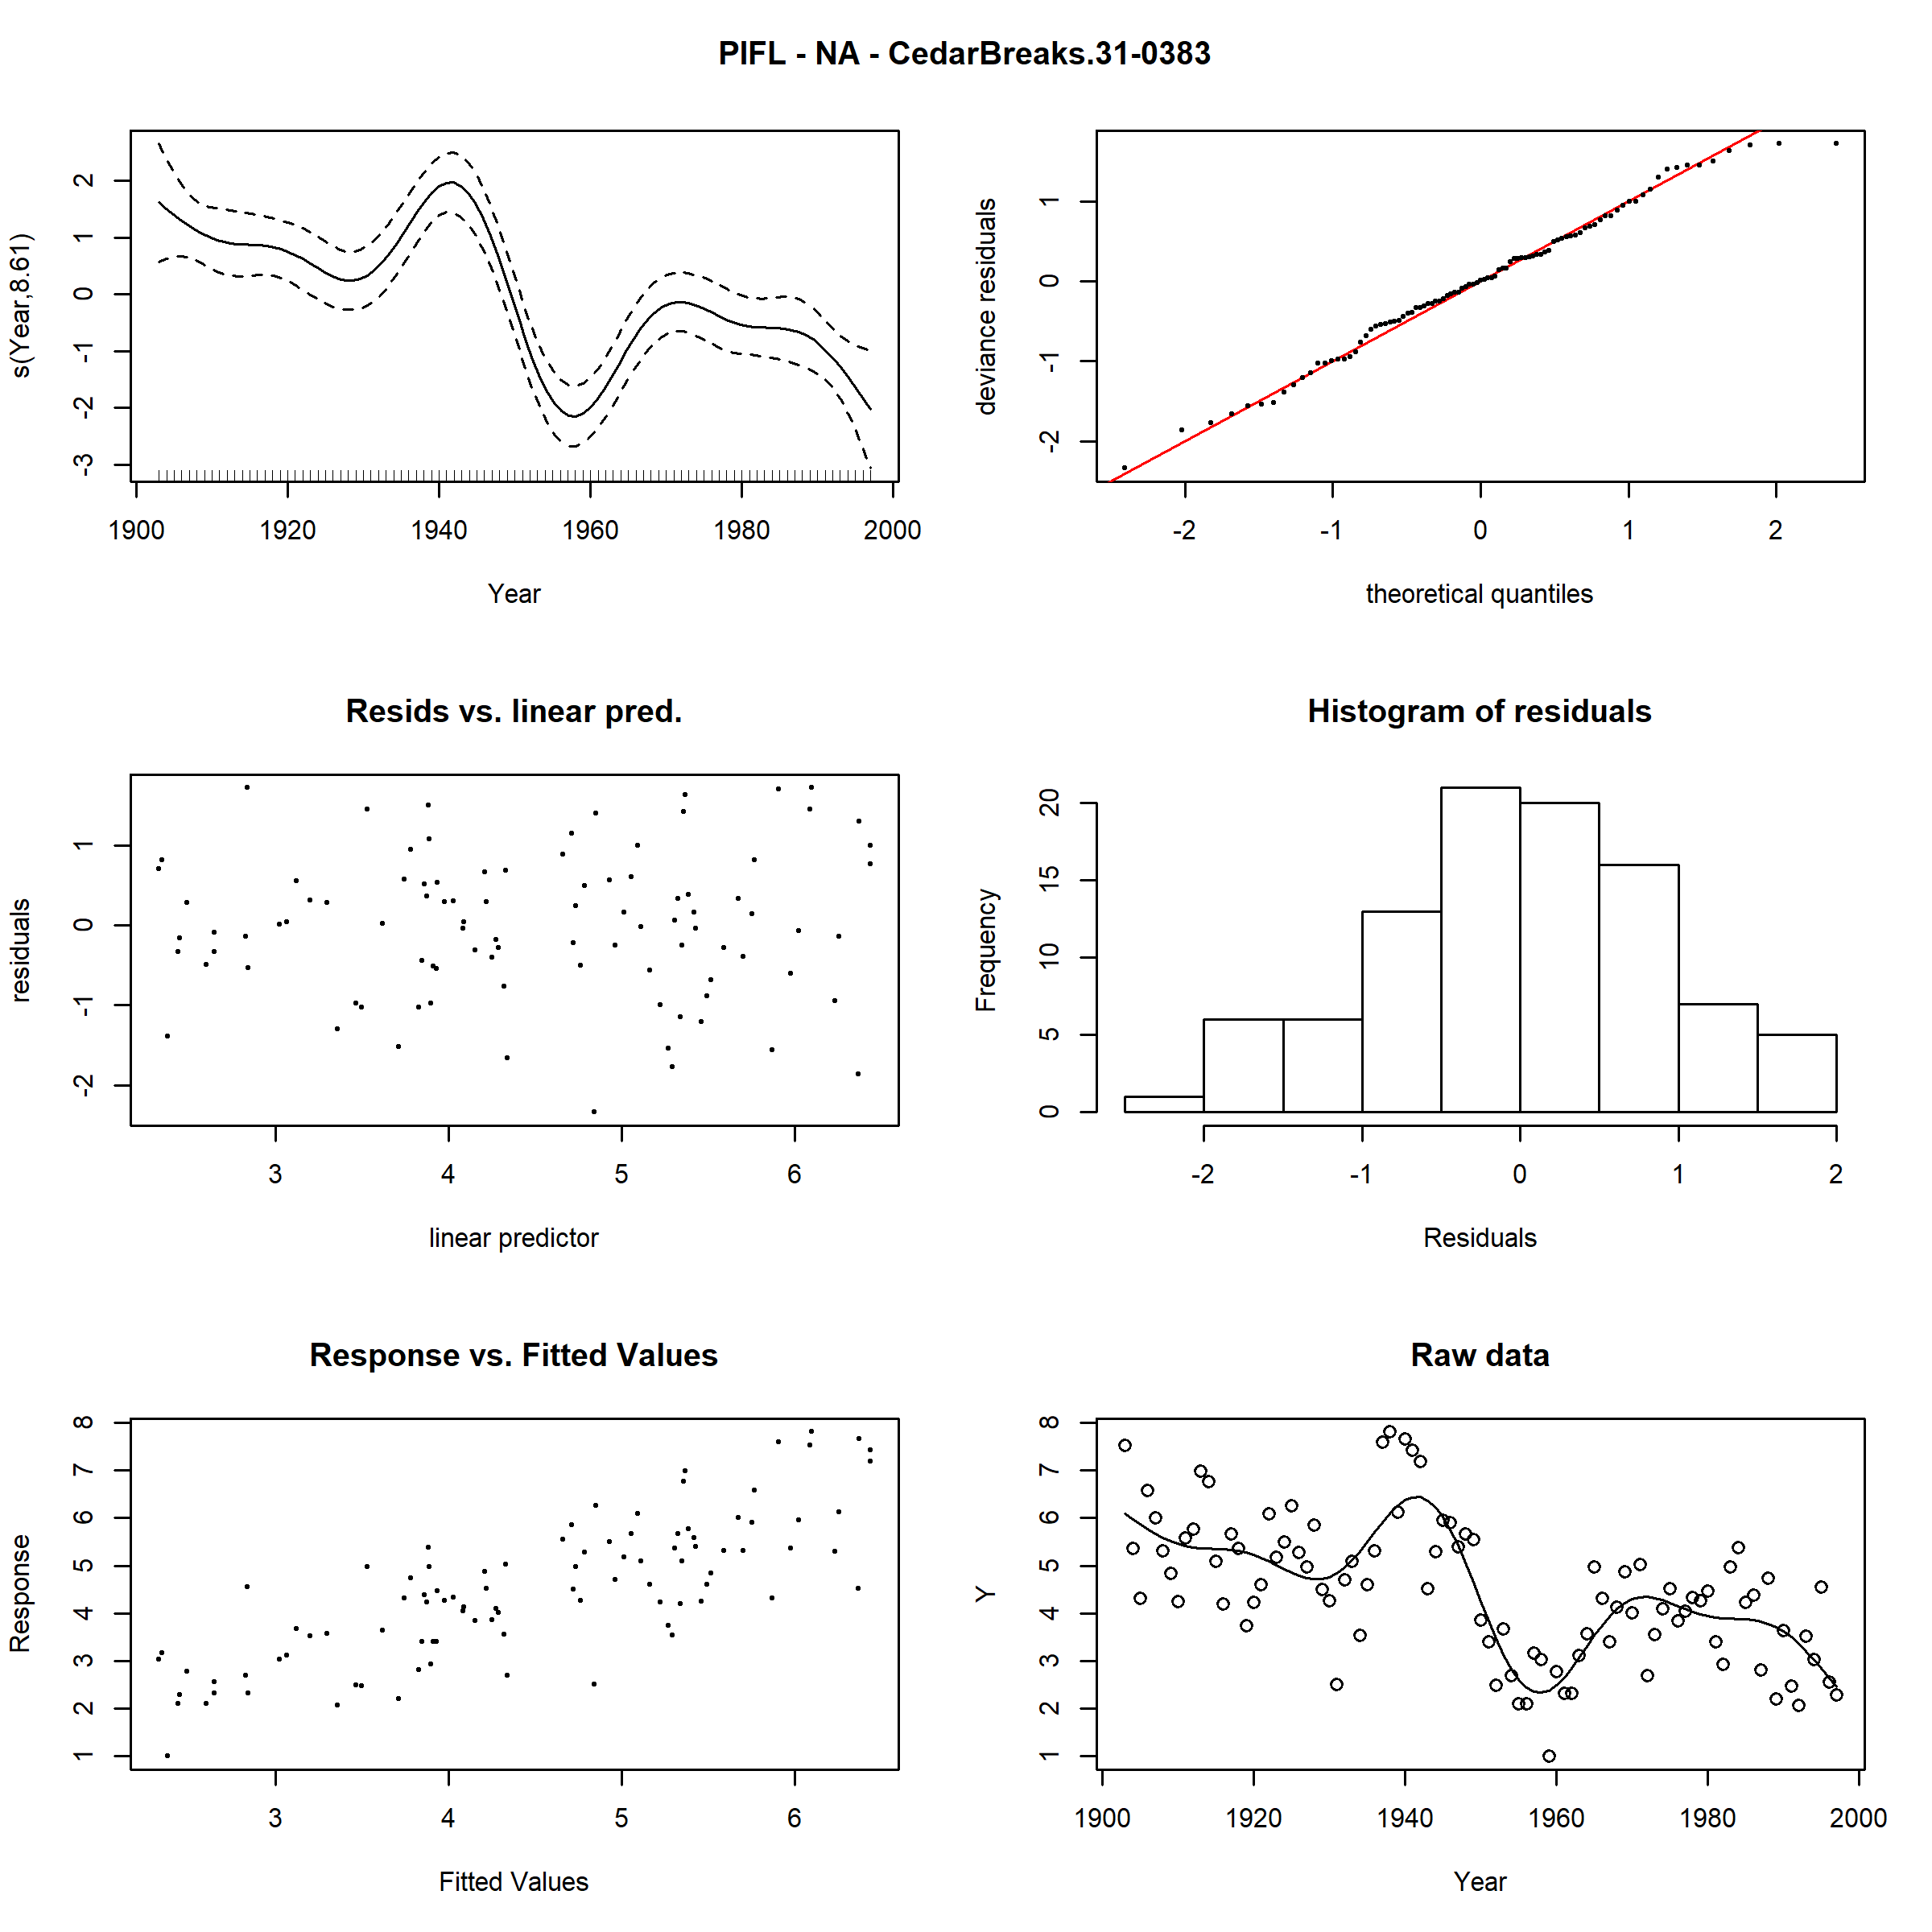 PIFL - NA - CedarBreaks.31-0383
s(Year,8.61)
2
1
0
-1
-2
-3
1900 1920 1940 1960 1980 2000
Year
deviance residuals
1
0
-1
-2
-2 -1 0 1 2
theoretical quantiles
Resids vs. linear pred.
residuals
1
0
-1
-2
3 4 5 6
linear predictor
Histogram of residuals
Frequency
20
15
10
5
0
-2 -1 0 1 2
Residuals
Response vs. Fitted Values
Response
8
7
6
5
4
3
2
1
3 4 5 6
Fitted Values
Raw data
Y
8
7
6
5
4
3
2
1
1900 1920 1940 1960 1980 2000
Year